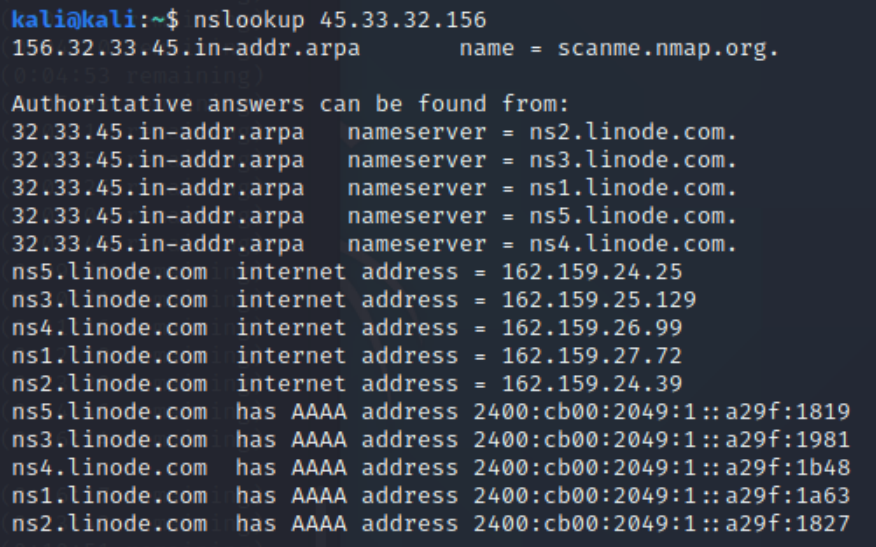 kali@kali:~$ nslookup 45.33.32.156
156.32.33.45.in-addr.arpa       name = scanme.nmap.org.
(0:04:53 remaining)
Authoritative answers can be found from:
32.33.45.in-addr.arpa   nameserver = ns2.linode.com.
32.33.45.in-addr.arpa   nameserver = ns3.linode.com.
32.33.45.in-addr.arpa   nameserver = ns1.linode.com.
32.33.45.in-addr.arpa   nameserver = ns5.linode.com.
32.33.45.in-addr.arpa   nameserver = ns4.linode.com.
ns5.linode.com  internet address = 162.159.24.25
ns3.linode.com  internet address = 162.159.25.129
ns4.linode.com  internet address = 162.159.26.99
ns1.linode.com  internet address = 162.159.27.72
ns2.linode.com  internet address = 162.159.24.39
ns5.linode.com  has AAAA address 2400:cb00:2049:1::a29f:1819
ns3.linode.com  has AAAA address 2400:cb00:2049:1::a29f:1981
ns4.linode.com  has AAAA address 2400:cb00:2049:1::a29f:1b48
ns1.linode.com  has AAAA address 2400:cb00:2049:1::a29f:1a63
ns2.linode.com  has AAAA address 2400:cb00:2049:1::a29f:1827